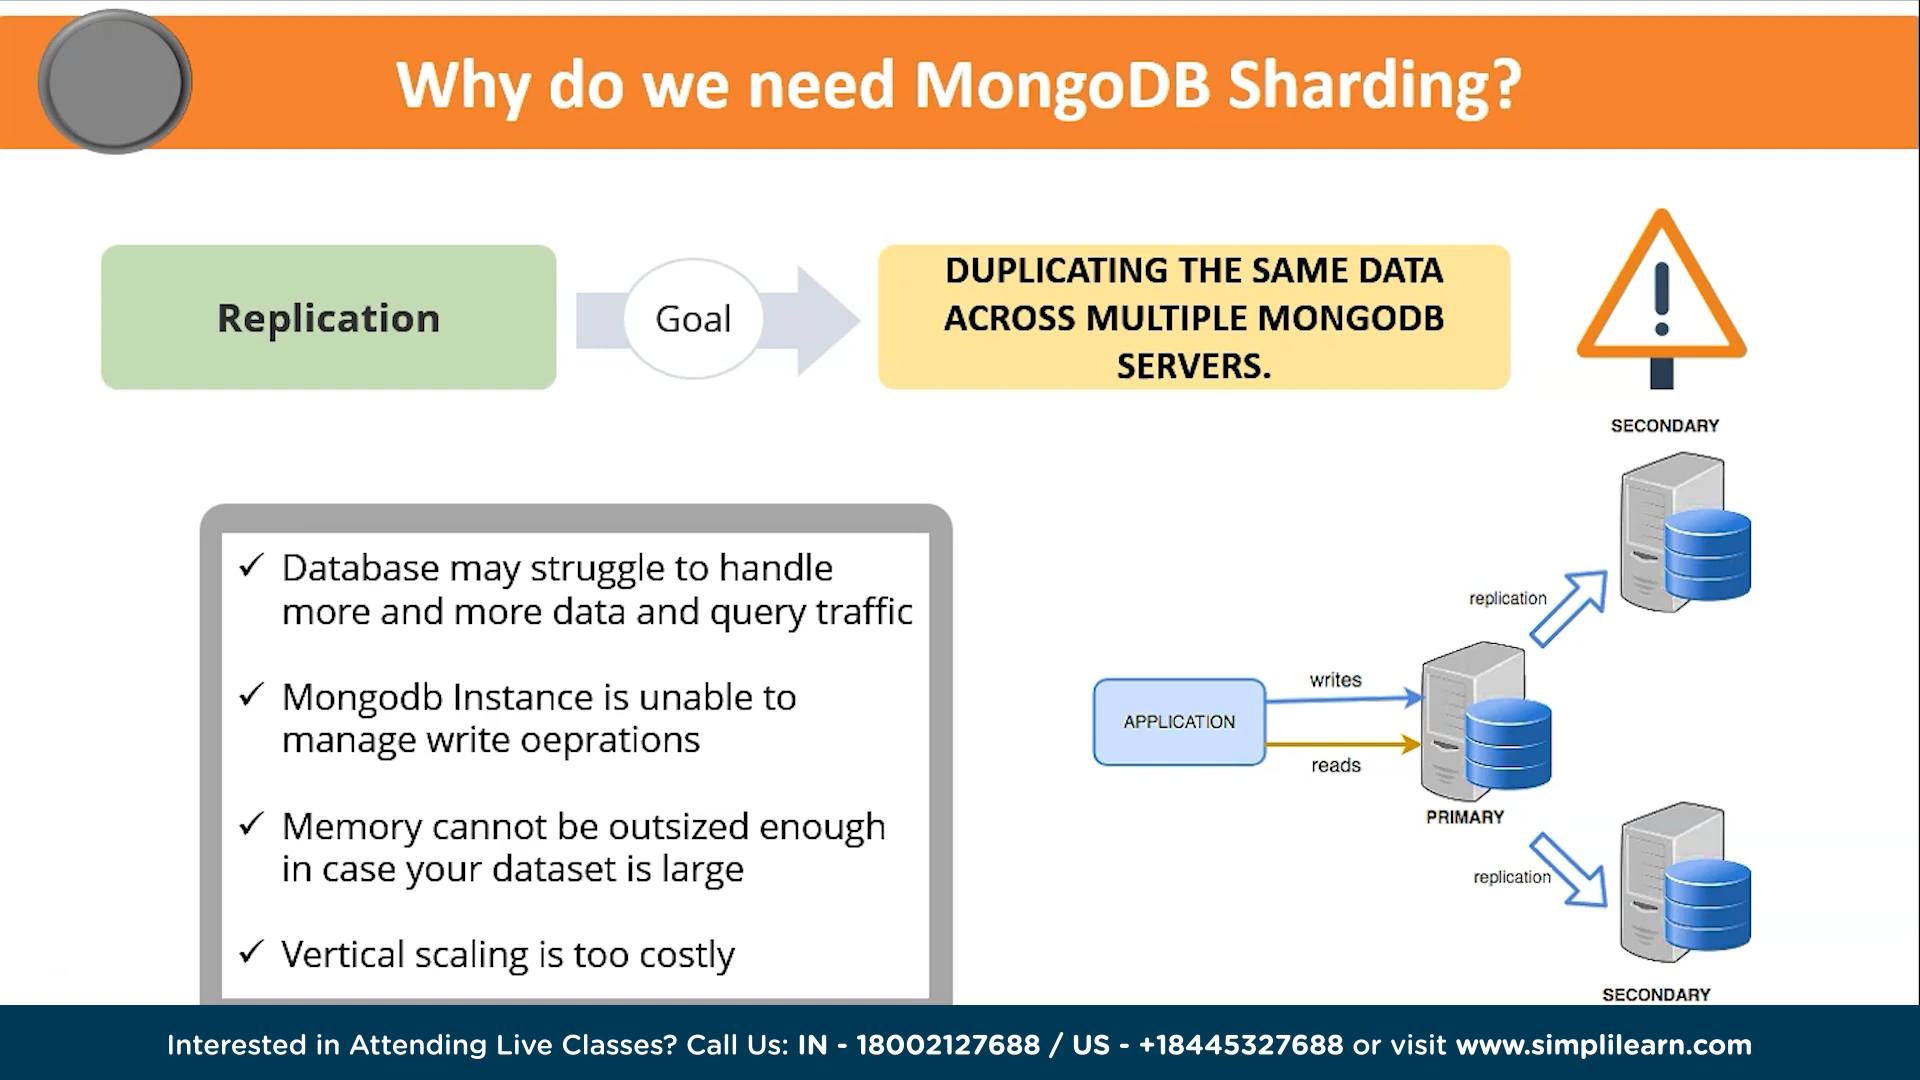 Why do we need MongoDB Sharding?
Replication
Goal
DUPLICATING THE SAME DATA
ACROSS MULTIPLE MONGODB
SERVERS.
✓ Database may struggle to handle
more and more data and query traffic
✓ Mongodb Instance is unable to
manage write oeprations
✓ Memory cannot be outsized enough
in case your dataset is large
✓ Vertical scaling is too costly
SECONDARY
replication
writes
APPLICATION
reads
PRIMARY
replication
SECONDARY
Interested in Attending Live Classes? Call Us: IN - 18002127688 / US - +18445327688 or visit www.simplilearn.com